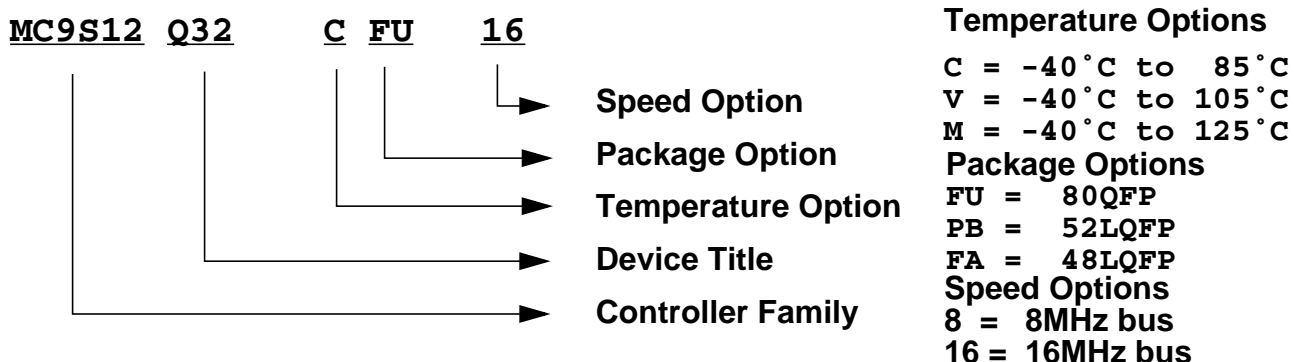 MC9S12 Q32 C FU 16
Speed Option
Package Option
Temperature Option
Device Title
Controller Family
Temperature Options
C = -40˚C to 85˚C
V = -40˚C to 105˚C
M = -40˚C to 125˚C
Package Options
FU = 80QFP
PB = 52LQFP
FA = 48LQFP
Speed Options
8 = 8MHz bus
16 = 16MHz bus